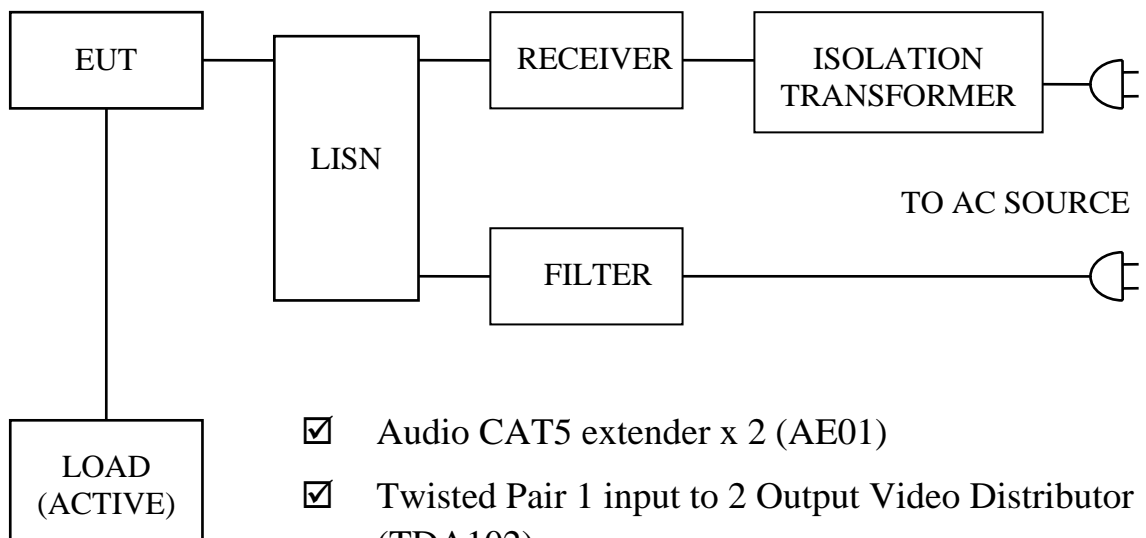 EUT
RECEIVER
ISOLATION
TRANSFORMER
LISN
TO AC SOURCE
FILTER
LOAD
(ACTIVE)
☑ Audio CAT5 extender x 2 (AE01)
☑ Twisted Pair 1 input to 2 Output Video Distributor
(TDA102)